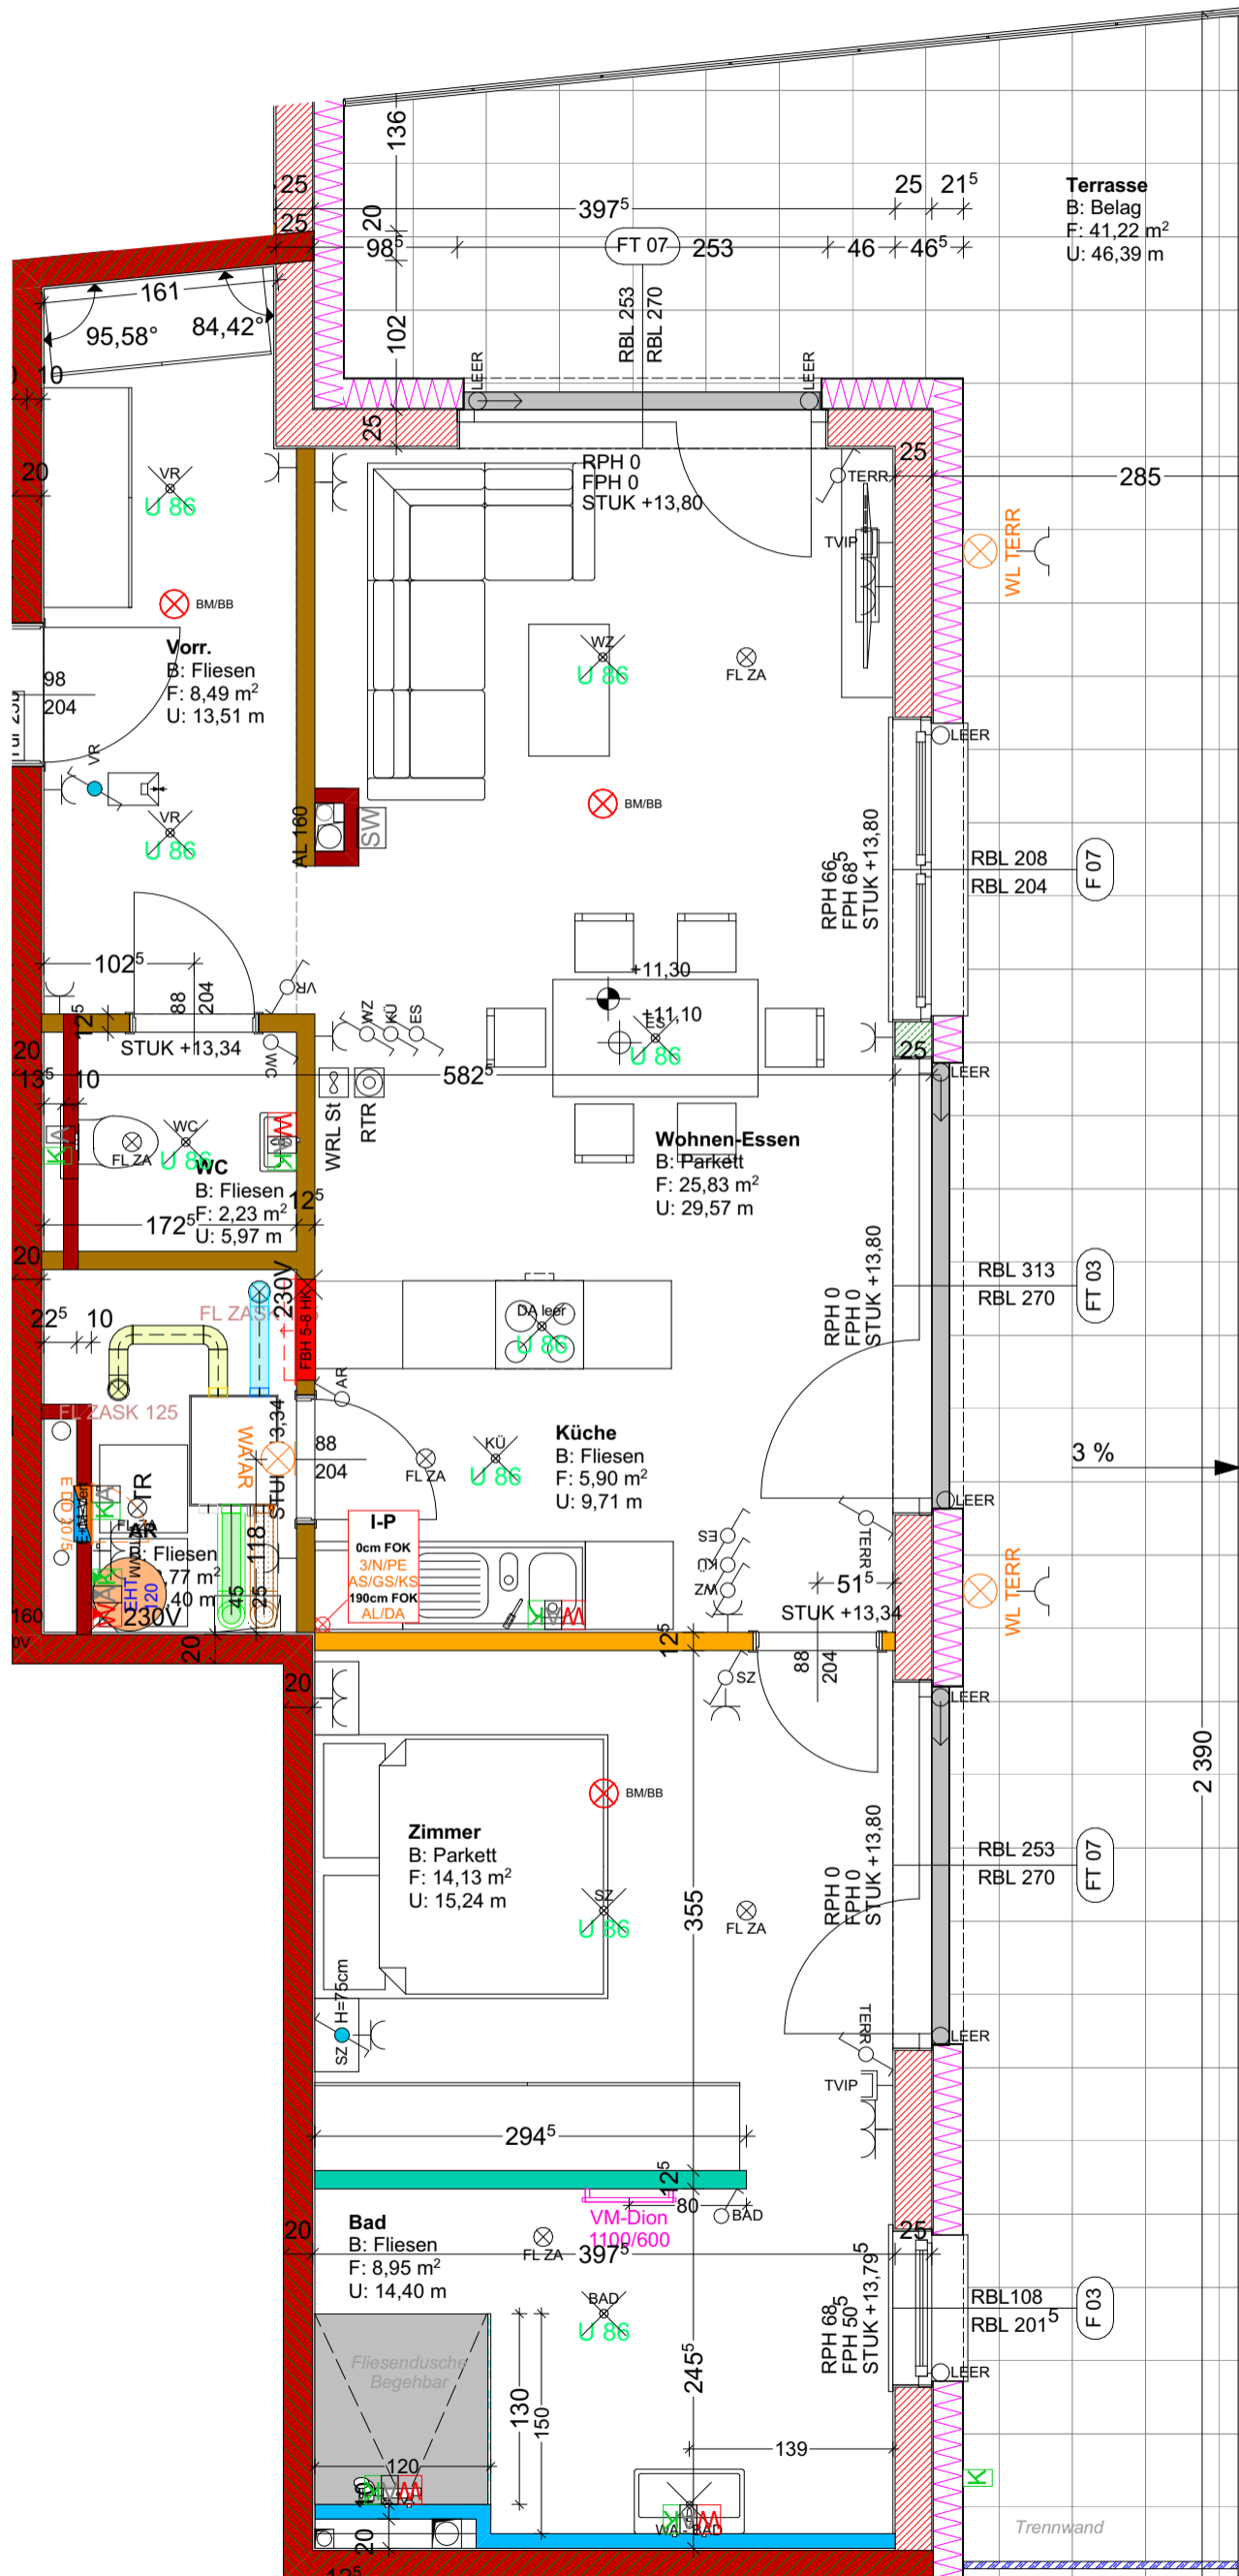 136
25
20
397⁵
25
21⁵
Terrasse
B: Belag
F: 41,22 m²
U: 46,39 m
25
98⁵
FT 07
253
46
46⁵
161
95,58°
84,42°
102
RBL 253
RBL 270
LEER
LEER
10
25
25
RPH 0
FPH 0
STUK +13,80
TERR
285
20
VR
U 86
TVIP
WL TERR
BM/BB
Vorr.
B: Fliesen
F: 8,49 m²
U: 13,51 m
WZ
U 86
FL ZA
98
204
VR
LEER
BM/BB
VR
U 86
AL 160
SW
RPH 66⁵
FPH 68⁵
STUK +13,80
RBL 208
RBL 204
F 07
102⁵
88
204
VR
+11,30
+11,10
ES
U 86
WZ
KÜ
ES
12⁵
STUK +13,34
WC
20
13⁵
10
582⁵
25
LEER
WRL St
RTR
K
A
FL ZA
WC
U 86
W
A
K
WC
B: Fliesen
F: 2,23 m²
U: 5,97 m
12⁵
172⁵
Wohnen-Essen
B: Parkett
F: 25,83 m²
U: 29,57 m
20
230V
FBH 5-8 HK
22⁵
10
DA leer
U 86
RPH 0
FPH 0
STUK +13,80
RBL 313
RBL 270
FT 03
AR
FL ZASK 125
WA AR
88
204
FL ZA
KÜ
U 86
Küche
B: Fliesen
F: 5,90 m²
U: 9,71 m
3 %
LEER
TR
AR
118
45
25
EHT
120
230V
160
20
I-P
0cm FOK
3/N/PE
AS/GS/KS
190cm FOK
AL/DA
K
A
W
ES
KÜ
WZ
TERR
51⁵
STUK +13,34
WL TERR
12⁵
88
204
20
SZ
LEER
BM/BB
Zimmer
B: Parkett
F: 14,13 m²
U: 15,24 m
SZ
U 86
FL ZA
355
RPH 0
FPH 0
STUK +13,80
RBL 253
RBL 270
FT 07
2 390
SZ
H=75cm
TERR
LEER
TVIP
294⁵
12⁵
80
BAD
VM-Dion
1100/600
Bad
B: Fliesen
F: 8,95 m²
U: 14,40 m
20
FL ZA
397⁵
25
BAD
U 86
RPH 68⁵
FPH 50⁵
STUK +13,79⁵
RBL108
RBL 201⁵
F 03
LEER
Fliesendusche
Begehbar
130
150
245⁵
139
120
K
A
W
K
A
W
WA - BAD
K
20
Trennwand
12⁵